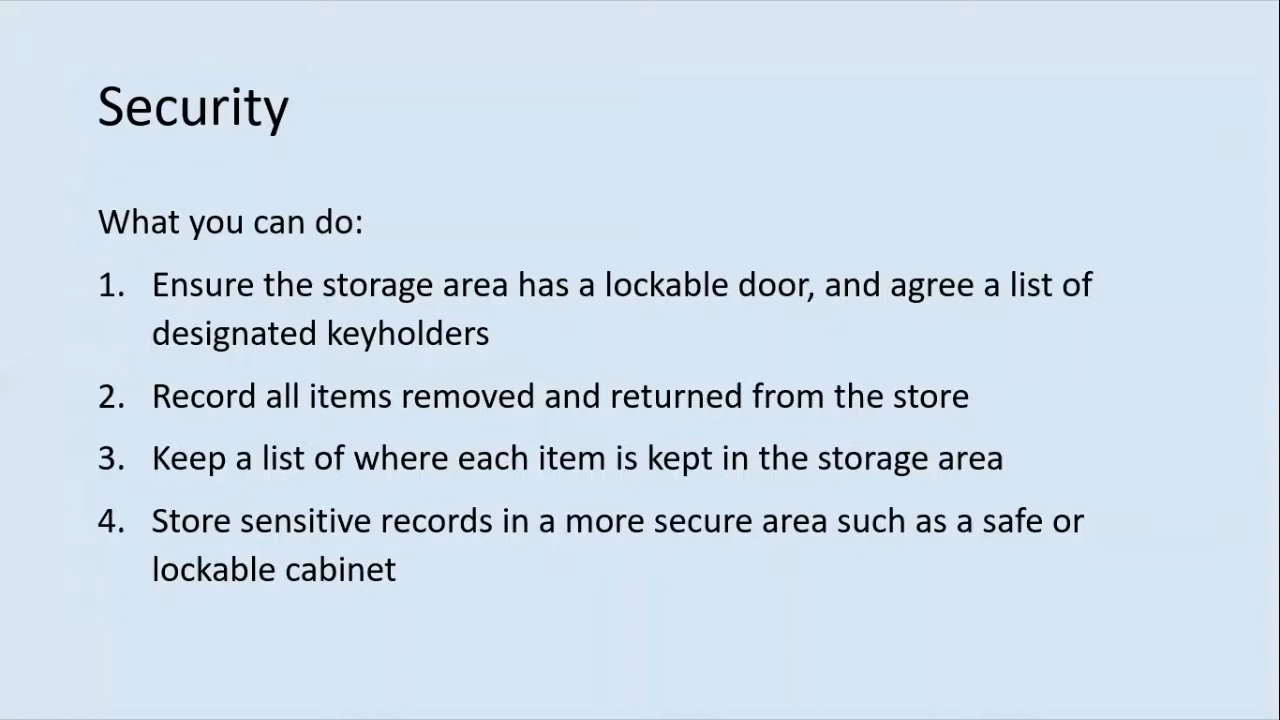 Security
What you can do:
1. Ensure the storage area has a lockable door, and agree a list of
designated keyholders
2. Record all items removed and returned from the store
3. Keep a list of where each item is kept in the storage area
4. Store sensitive records in a more secure area such as a safe or
lockable cabinet